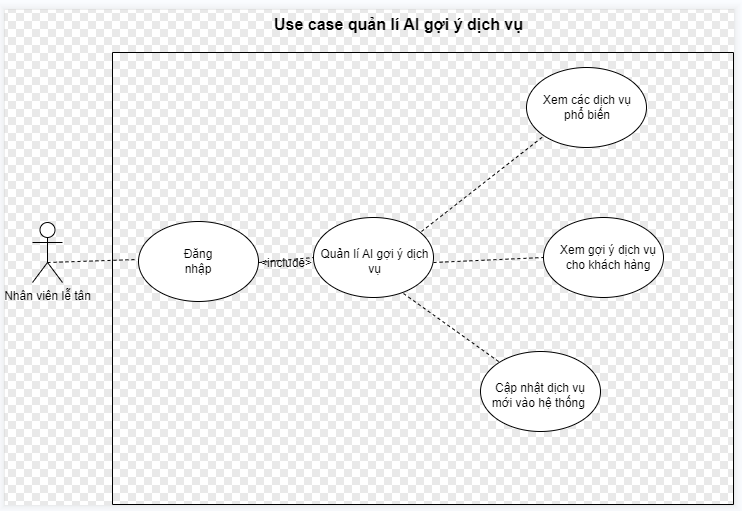 Use case quản lí AI gợi ý dịch vụ
Xem các dịch vụ
phổ biến
Đăng
nhập
<include>
Quản lí AI gợi ý dịch
vụ
Xem gợi ý dịch vụ
cho khách hàng
Nhân viên lễ tân
Cập nhật dịch vụ
mới vào hệ thống